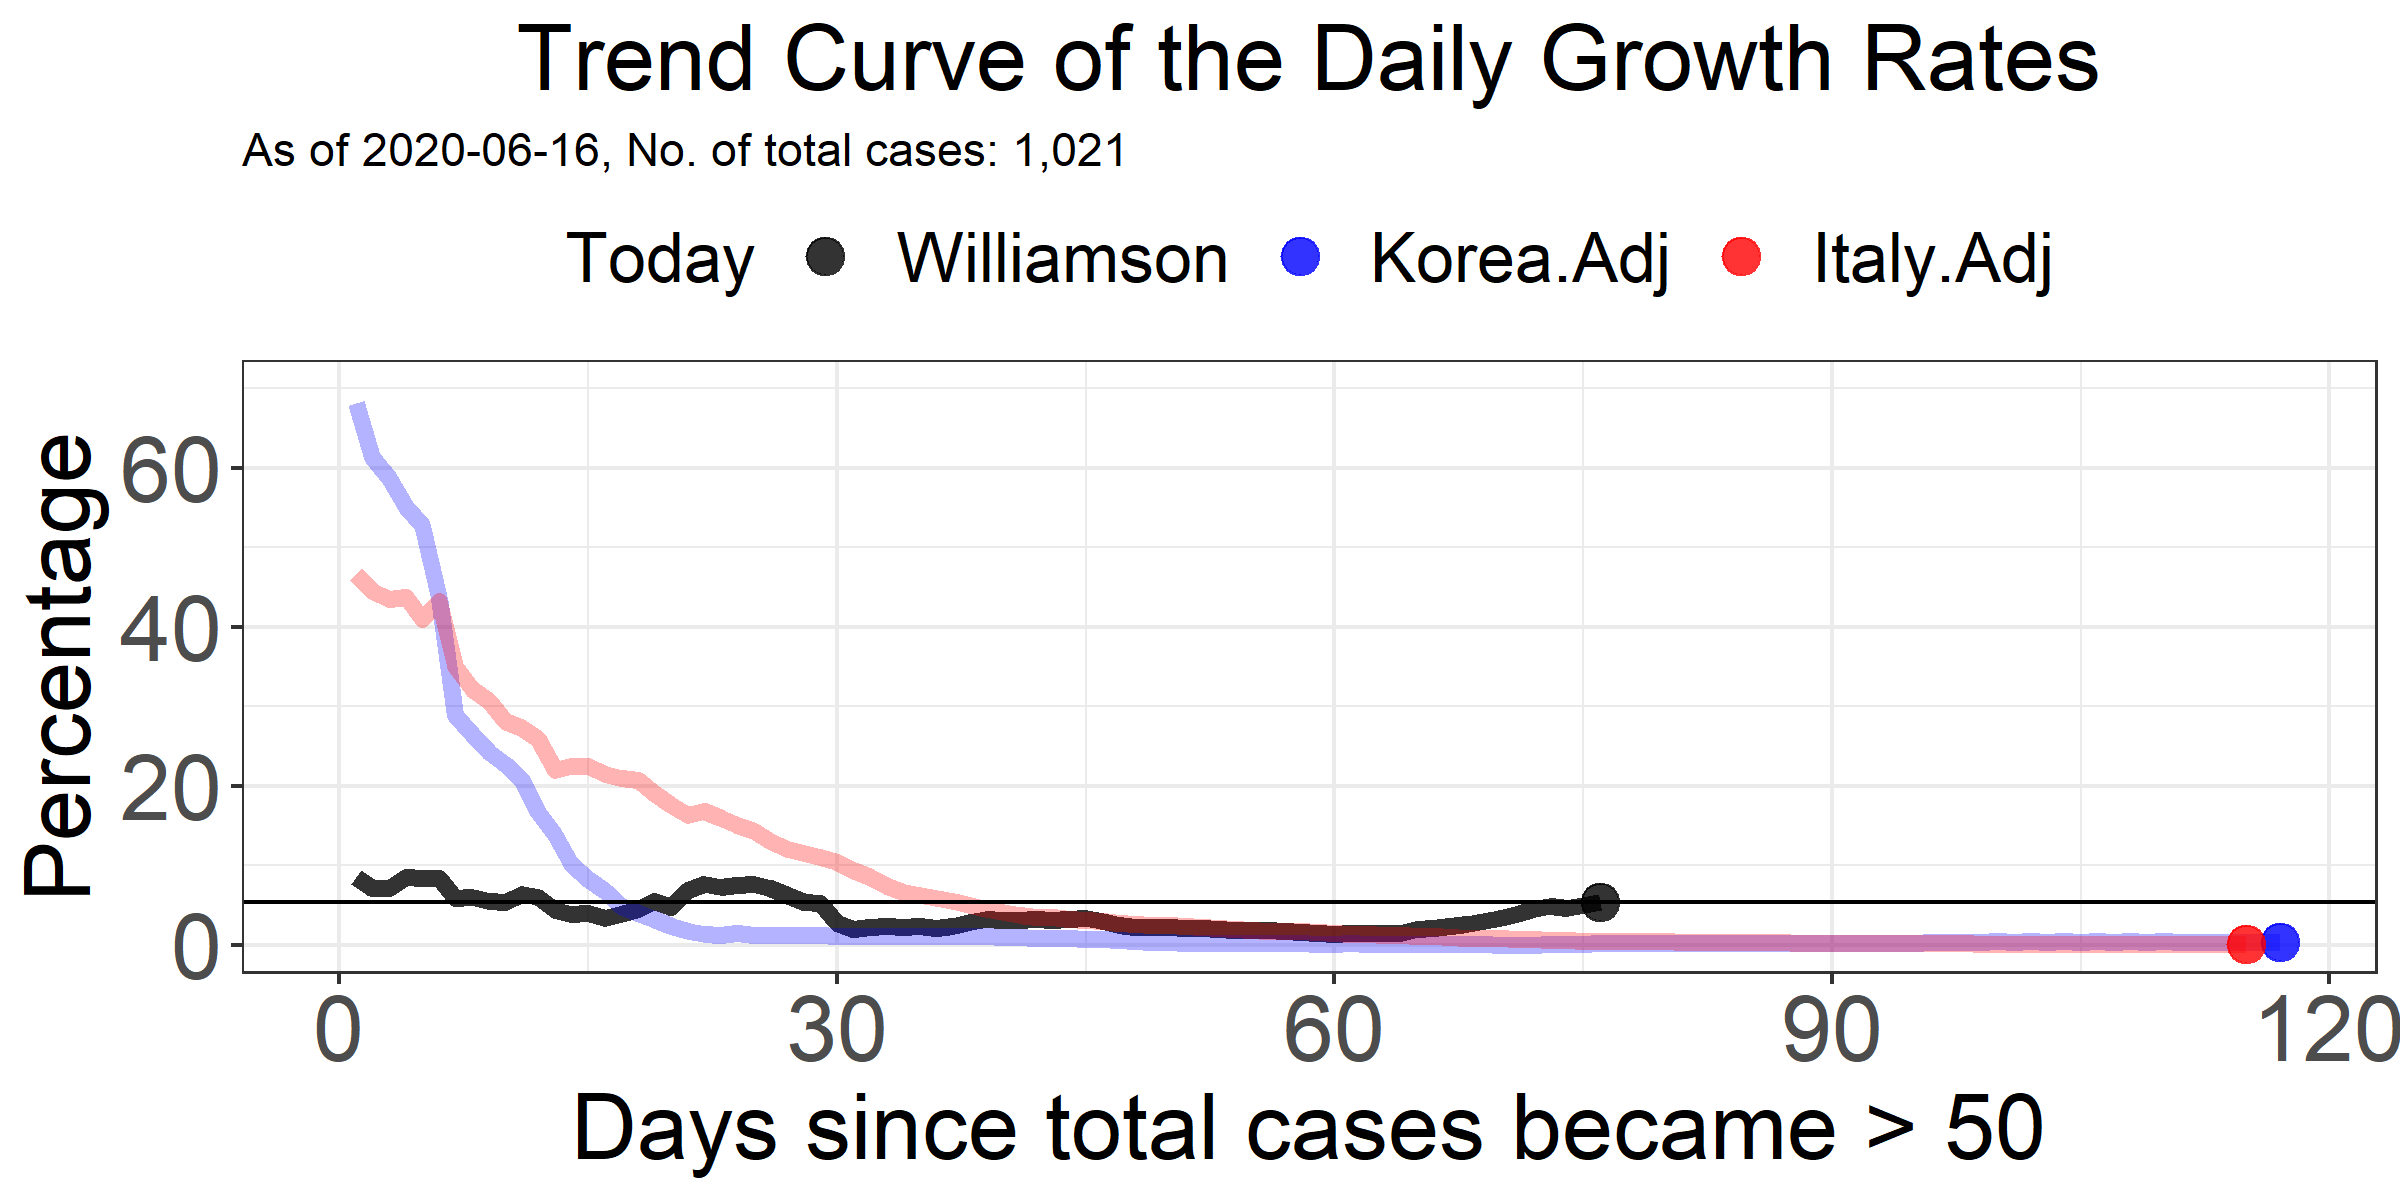 Trend Curve of the Daily Growth Rates
As of 2020-06-16, No. of total cases: 1,021
Today Williamson Korea.Adj Italy.Adj
Percentage
60
40
20
0
0 30 60 90 120
Days since total cases became > 50